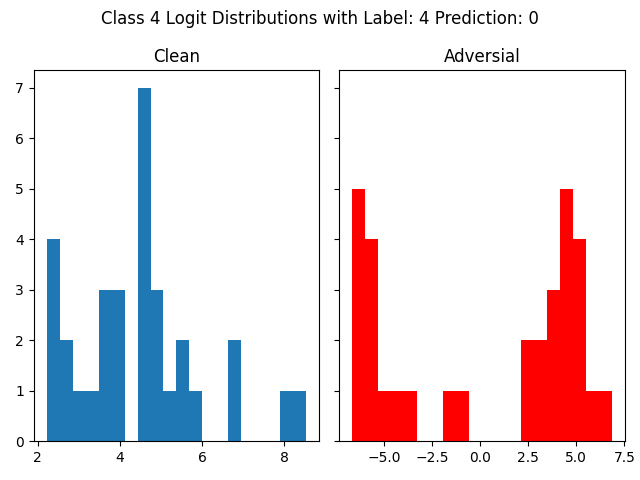 Class 4 Logit Distributions with Label: 4 Prediction: 0
Clean
Adversial
7
6
5
4
3
2
1
0
2 4 6 8
−5.0 −2.5 0.0 2.5 5.0 7.5